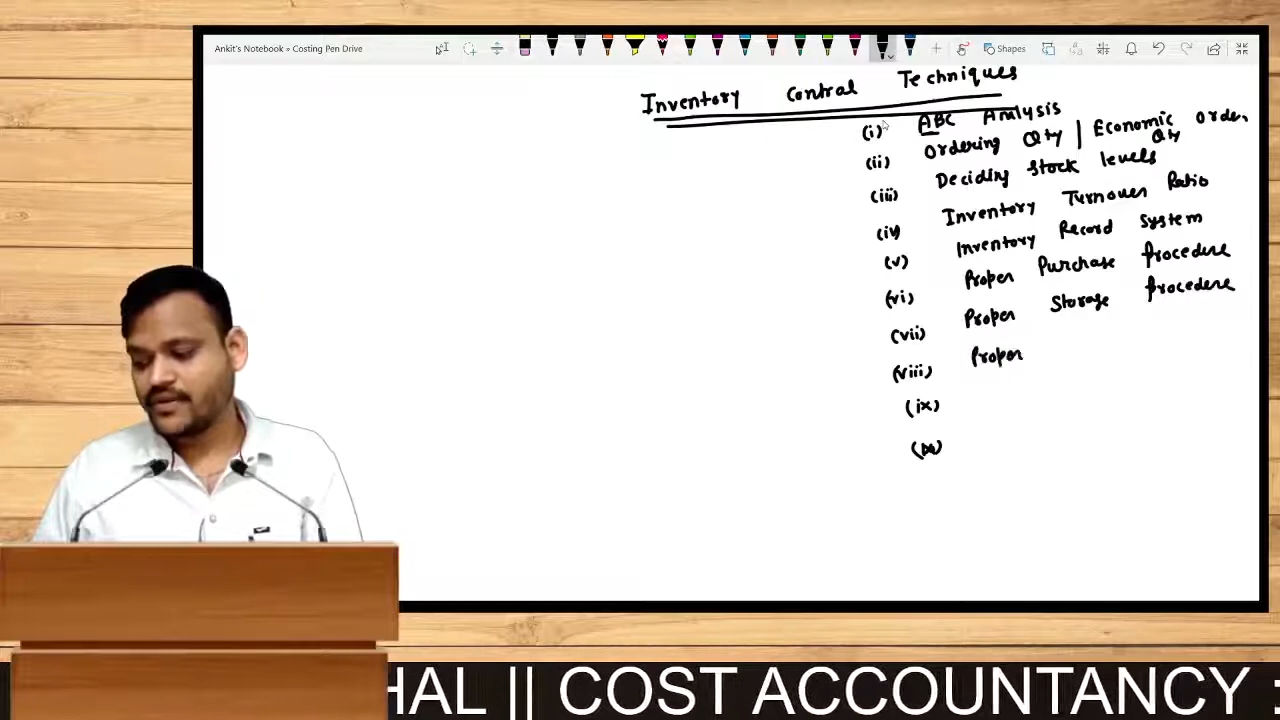 Ankit's Notebook » Costing Pen Drive
Shapes
Inventory Control Techniques
(i) ABC Analysis
(ii) Ordering Qty | Economic Order Qty
(iii) Deciding Stock levels
(iv) Inventory Turnover Ratio
(v) Inventory Record System
(vi) Proper Purchase Procedure
(vii) Proper Storage Procedure
(viii) Proper
(ix)
HAL || COST ACCOUNTANCY :